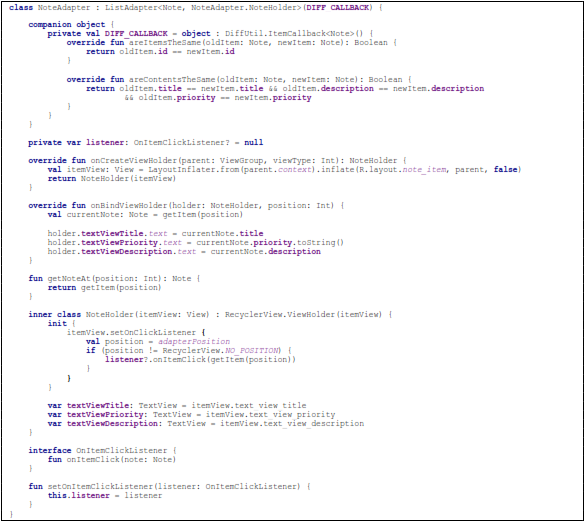 class NoteAdapter : ListAdapter<Note, NoteAdapter.NoteHolder>(DIFF_CALLBACK) {
companion object {
private val DIFF_CALLBACK = object : DiffUtil.ItemCallback<Note>() {
override fun areItemsTheSame(oldItem: Note, newItem: Note): Boolean {
return oldItem.id == newItem.id
}
override fun areContentsTheSame(oldItem: Note, newItem: Note): Boolean {
return oldItem.title == newItem.title && oldItem.description == newItem.description
&& oldItem.priority == newItem.priority
}
}
}
private var listener: OnItemClickListener? = null
override fun onCreateViewHolder(parent: ViewGroup, viewType: Int): NoteHolder {
val itemView: View = LayoutInflater.from(parent.context).inflate(R.layout.note_item, parent, false)
return NoteHolder(itemView)
}
override fun onBindViewHolder(holder: NoteHolder, position: Int) {
val currentNote: Note = getItem(position)
holder.textViewTitle.text = currentNote.title
holder.textViewPriority.text = currentNote.priority.toString()
holder.textViewDescription.text = currentNote.description
}
fun getNoteAt(position: Int): Note {
return getItem(position)
}
inner class NoteHolder(itemView: View) : RecyclerView.ViewHolder(itemView) {
init {
itemView.setOnClickListener {
val position = adapterPosition
if (position != RecyclerView.NO_POSITION) {
listener?.onItemClick(getItem(position))
}
}
}
var textViewTitle: TextView = itemView.text_view_title
var textViewPriority: TextView = itemView.text_view_priority
var textViewDescription: TextView = itemView.text_view_description
}
interface OnItemClickListener {
fun onItemClick(note: Note)
}
fun setOnItemClickListener(listener: OnItemClickListener) {
this.listener = listener
}
}